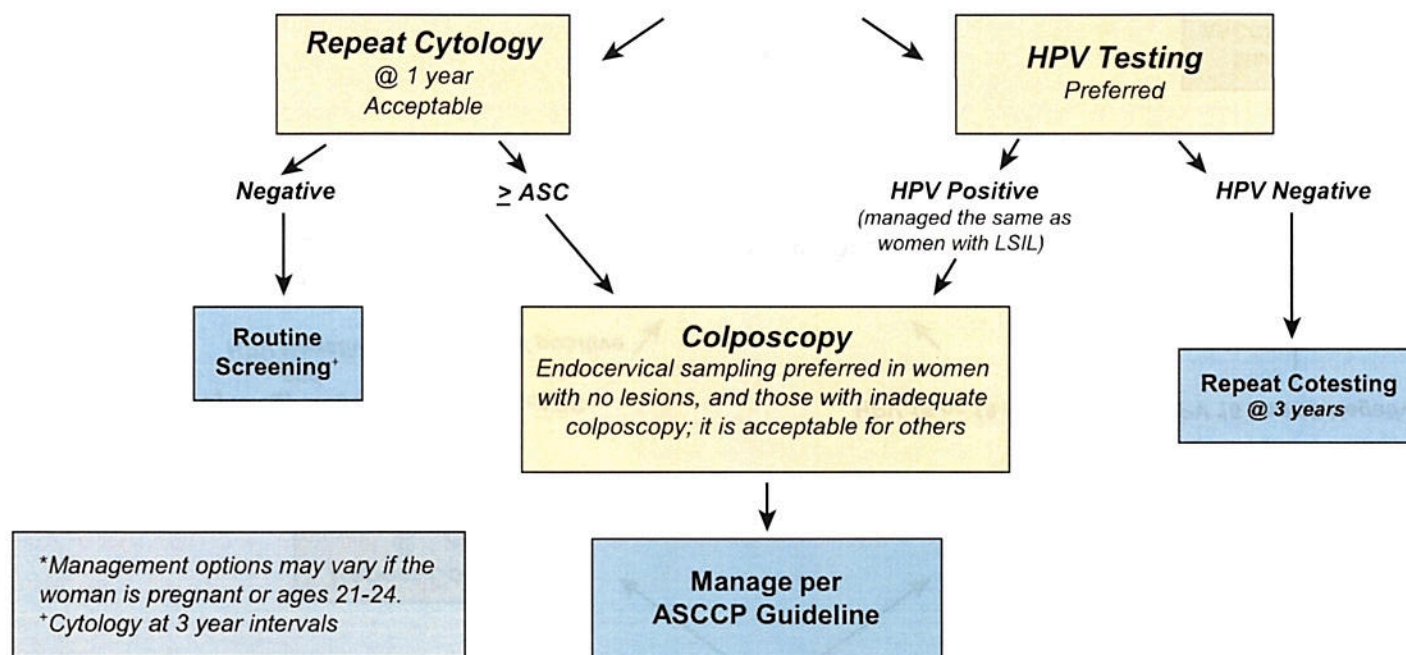 Repeat Cytology
@ 1 year
Acceptable
HPV Testing
Preferred
Negative
≥ ASC
HPV Positive
(managed the same as
women with LSIL)
HPV Negative
Routine
Screening⁺
Colposcopy
Endocervical sampling preferred in women
with no lesions, and those with inadequate
colposcopy; it is acceptable for others
Repeat Cotesting
@ 3 years
*Management options may vary if the
woman is pregnant or ages 21-24.
⁺Cytology at 3 year intervals
Manage per
ASCCP Guideline